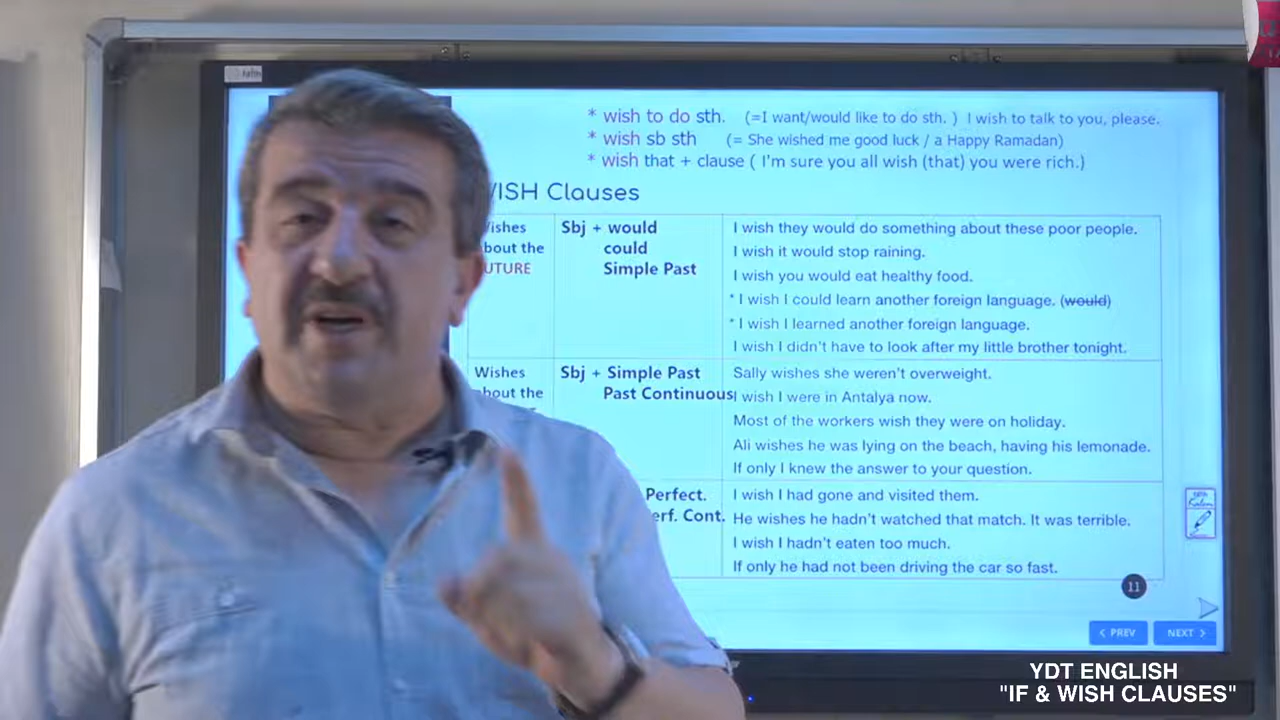 * wish to do sth. (=I want/would like to do sth. ) I wish to talk to you, please.
* wish sb sth (= She wished me good luck / a Happy Ramadan)
* wish that + clause ( I'm sure you all wish (that) you were rich.)
WISH Clauses
Wishes
about the
FUTURE
Sbj + would
could
Simple Past
I wish they would do something about these poor people.
I wish it would stop raining.
I wish you would eat healthy food.
* I wish I could learn another foreign language. (would)
* I wish I learned another foreign language.
I wish I didn't have to look after my little brother tonight.
Wishes
about the
Sbj + Simple Past
Past Continuous
Sally wishes she weren't overweight.
I wish I were in Antalya now.
Most of the workers wish they were on holiday.
Ali wishes he was lying on the beach, having his lemonade.
If only I knew the answer to your question.
Perfect.
erf. Cont.
I wish I had gone and visited them.
He wishes he hadn't watched that match. It was terrible.
I wish I hadn't eaten too much.
If only he had not been driving the car so fast.
11
< PREV
NEXT >
YDT ENGLISH
"IF & WISH CLAUSES"